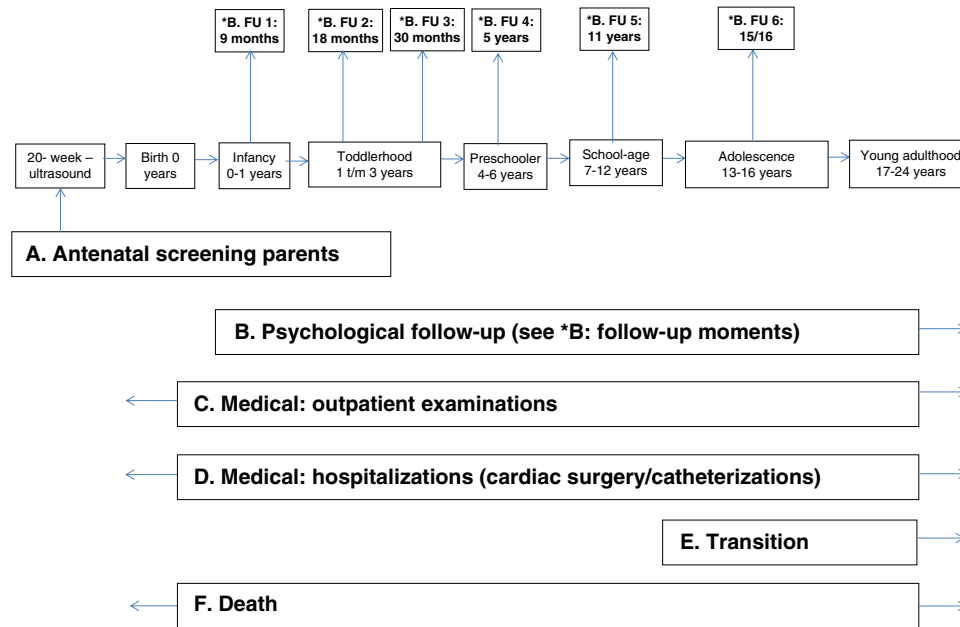 *B. FU 1:
9 months
*B. FU 2:
18 months
*B. FU 3:
30 months
*B. FU 4:
5 years
*B. FU 5:
11 years
*B. FU 6:
15/16
20- week –
ultrasound
Birth 0
years
Infancy
0-1 years
Toddlerhood
1 t/m 3 years
Preschooler
4-6 years
School-age
7-12 years
Adolescence
13-16 years
Young adulthood
17-24 years
A. Antenatal screening parents
B. Psychological follow-up (see *B: follow-up moments)
C. Medical: outpatient examinations
D. Medical: hospitalizations (cardiac surgery/catheterizations)
E. Transition
F. Death